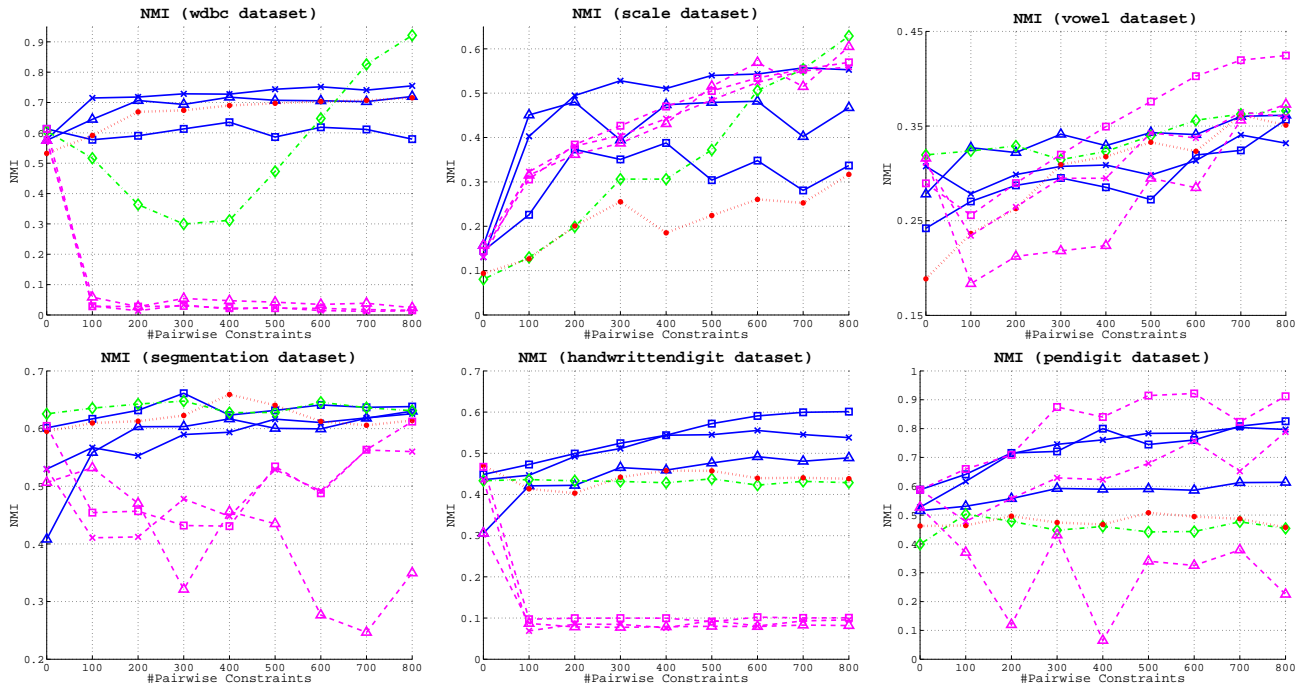 NMI (wdbc dataset)
0.9
0.8
0.7
0.6
0.5
0.4
0.3
0.2
0.1
0
NMI
0 100 200 300 400 500 600 700 800
#Pairwise Constraints
NMI (scale dataset)
0.6
0.5
0.4
0.3
0.2
0.1
0
NMI
0 100 200 300 400 500 600 700 800
#Pairwise Constraints
NMI (vowel dataset)
0.45
0.35
0.25
0.15
NMI
0 100 200 300 400 500 600 700 800
#Pairwise Constraints
NMI (segmentation dataset)
0.7
0.6
0.5
0.4
0.3
0.2
NMI
0 100 200 300 400 500 600 700 800
#Pairwise Constraints
NMI (handwrittendigit dataset)
0.7
0.6
0.5
0.4
0.3
0.2
0.1
0
NMI
0 100 200 300 400 500 600 700 800
#Pairwise Constraints
NMI (pendigit dataset)
1
0.9
0.8
0.7
0.6
0.5
0.4
0.3
0.2
0.1
0
NMI
0 100 200 300 400 500 600 700 800
#Pairwise Constraints